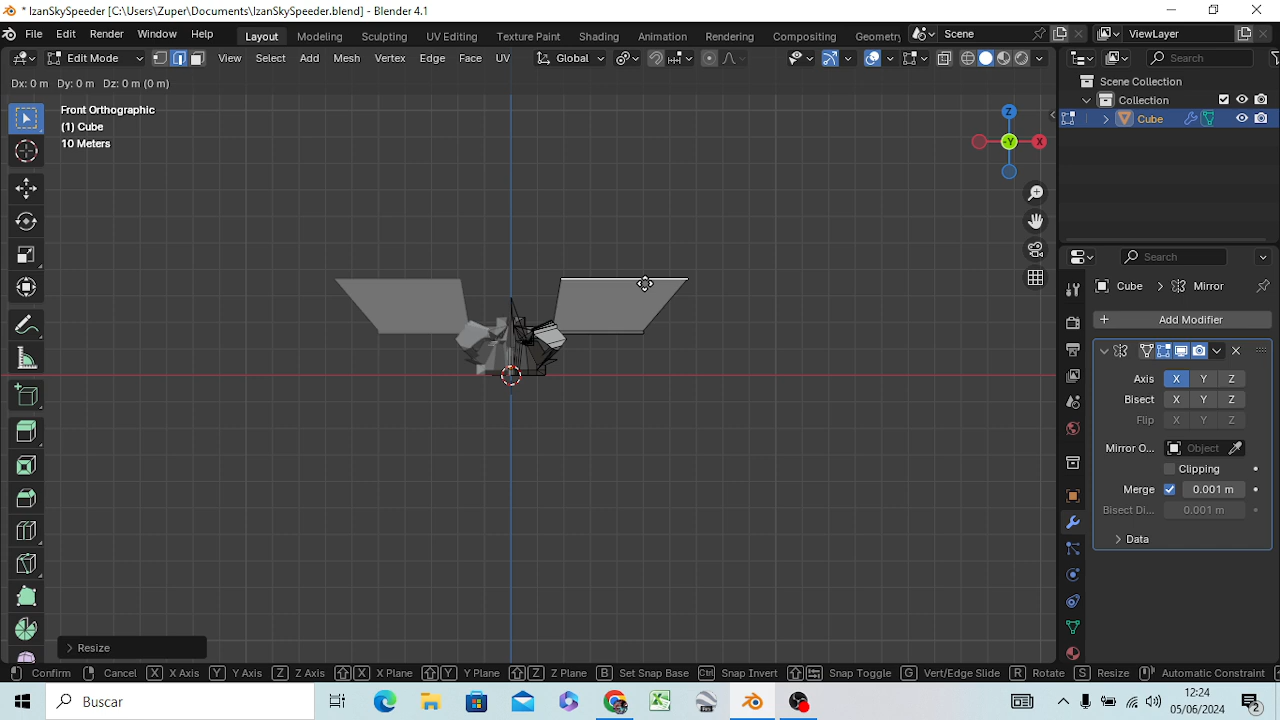 * IzanSkySpeeder [C:\Users\Zuper\Documents\IzanSkySpeeder.blend] - Blender 4.1
File Edit Render Window Help Layout Modeling Sculpting UV Editing Texture Paint Shading Animation Rendering Compositing Geometry Scene ViewLayer
Edit Mode View Select Add Mesh Vertex Edge Face UV Global Search
Dx: 0 m Dy: 0 m Dz: 0 m (0 m)
Scene Collection
Collection
Cube
Front Orthographic
(1) Cube
10 Meters
Z
-Y
X
Search
Cube Mirror
Add Modifier
Axis X Y Z
Bisect X Y Z
Flip X Y Z
Mirror O... Object
Clipping
Merge 0.001 m
Bisect Di... 0.001 m
Data
Resize
Confirm Cancel X X Axis Y Y Axis Z Z Axis X X Plane Y Y Plane Z Z Plane B Set Snap Base Ctrl Snap Invert Snap Toggle G Vert/Edge Slide R Rotate S Resize Automatic Constraint
Buscar
12:24
05/06/2024
2